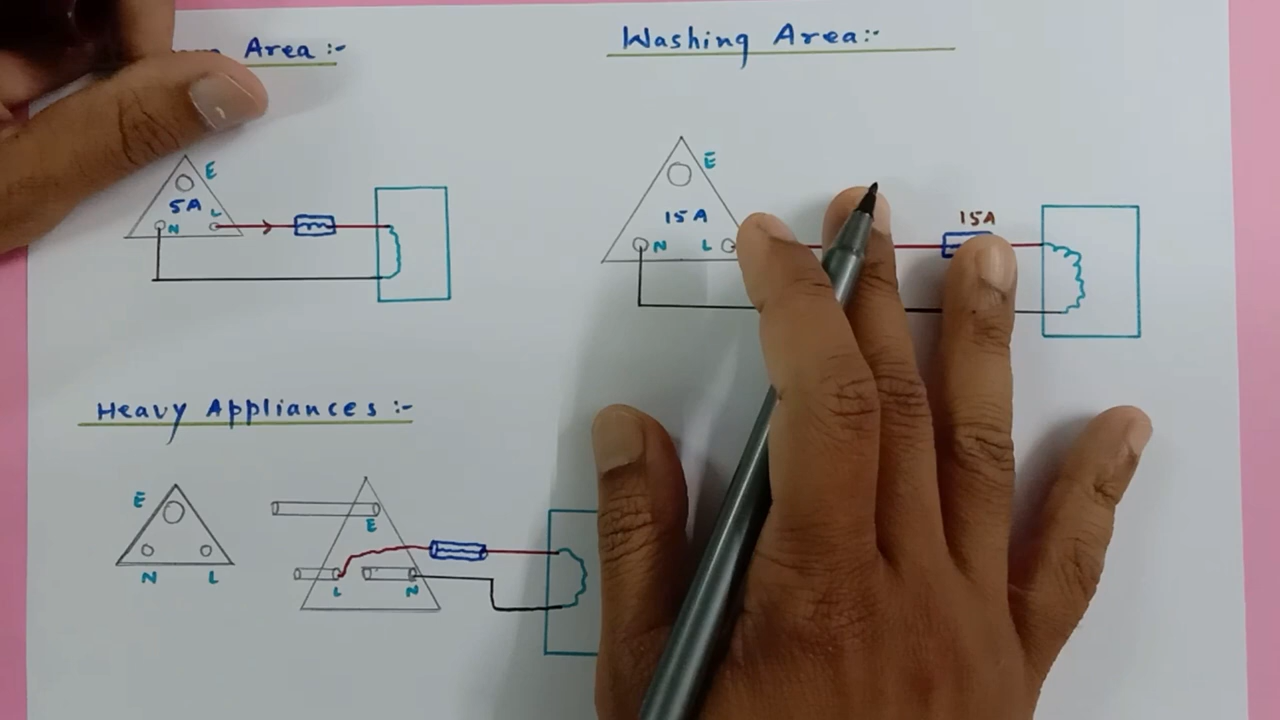 Area :-
E
5A
N L
Washing Area:-
E
15A
N L
15A
Heavy Appliances :-
E
N L
E
L N